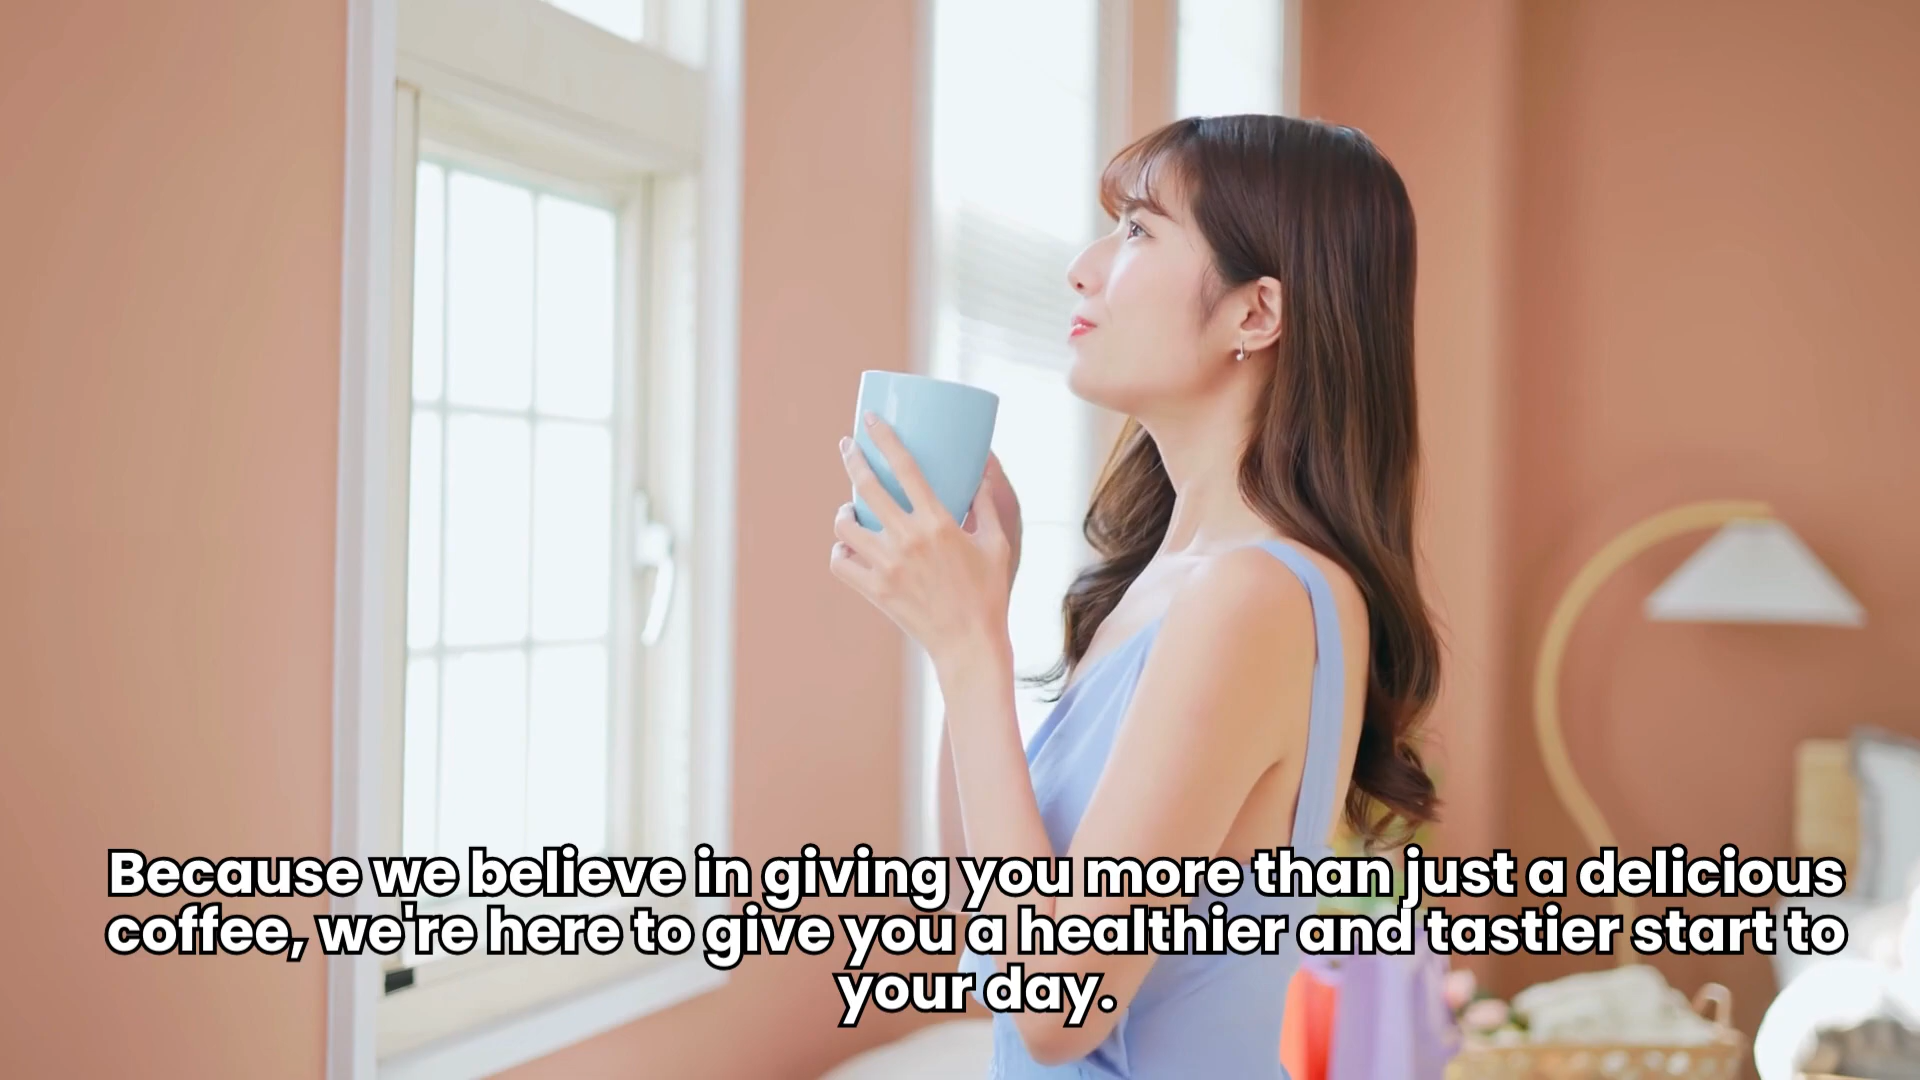 Because we believe in giving you more than just a delicious
coffee, we're here to give you a healthier and tastier start to
your day.